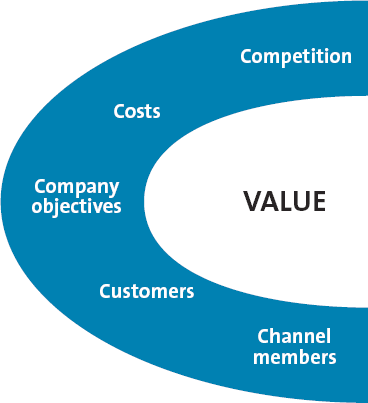 Competition
Costs
Company
objectives
VALUE
Customers
Channel
members